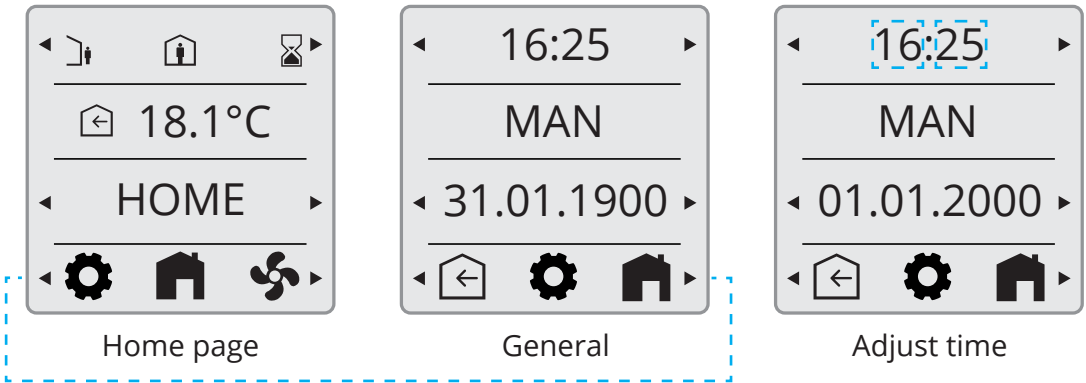 18.1°C
HOME
Home page
16:25
MAN
31.01.1900
General
16:25
MAN
01.01.2000
Adjust time